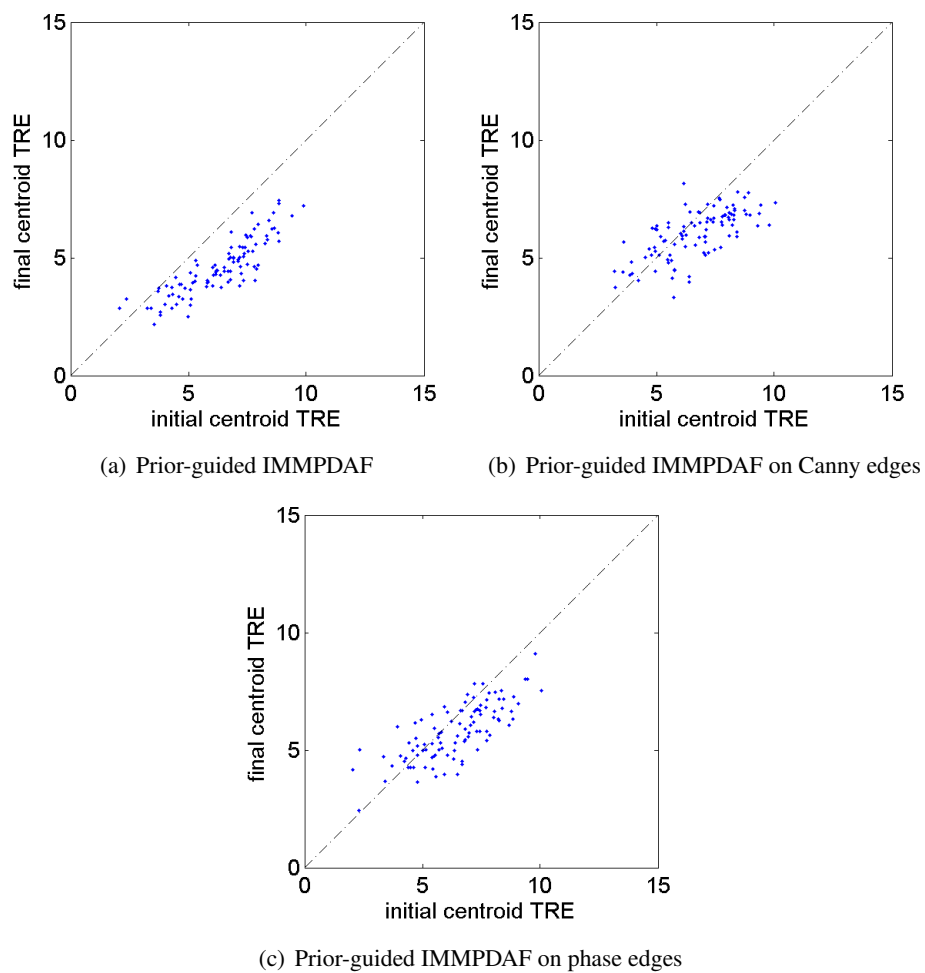 15
10
5
0
0
5
10
15
final centroid TRE
initial centroid TRE
(a) Prior-guided IMMPDAF
15
10
5
0
0
5
10
15
final centroid TRE
initial centroid TRE
(b) Prior-guided IMMPDAF on Canny edges
15
10
5
0
0
5
10
15
final centroid TRE
initial centroid TRE
(c) Prior-guided IMMPDAF on phase edges